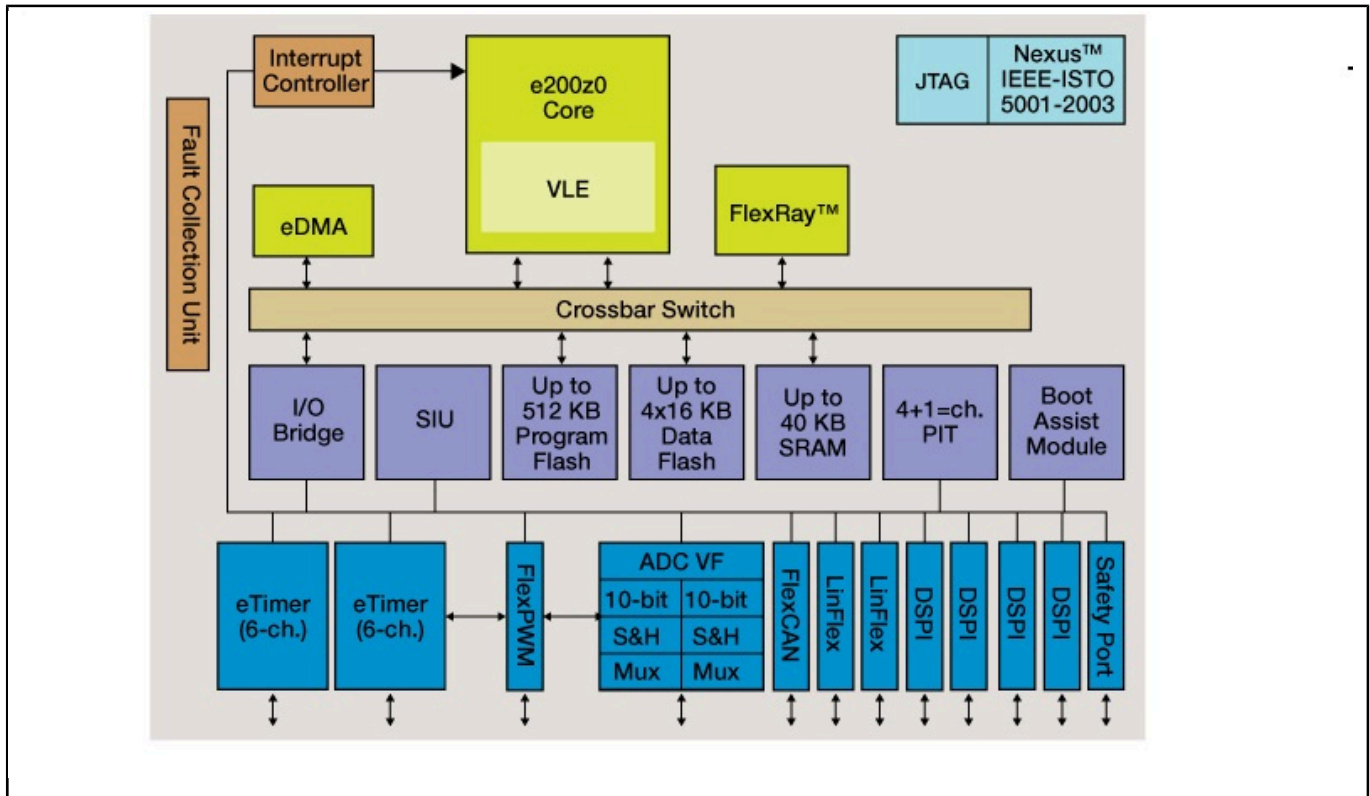 Interrupt
Controller
e200z0
Core
VLE
JTAG
Nexus™
IEEE-ISTO
5001-2003
Fault Collection Unit
eDMA
FlexRay™
Crossbar Switch
I/O
Bridge
SIU
Up to
512 KB
Program
Flash
Up to
4x16 KB
Data
Flash
Up to
40 KB
SRAM
4+1=ch.
PIT
Boot
Assist
Module
eTimer
(6-ch.)
eTimer
(6-ch.)
FlexPWM
ADC VF
10-bit 10-bit
S&H S&H
Mux Mux
FlexCAN
LinFlex
LinFlex
DSPI
DSPI
DSPI
DSPI
Safety Port